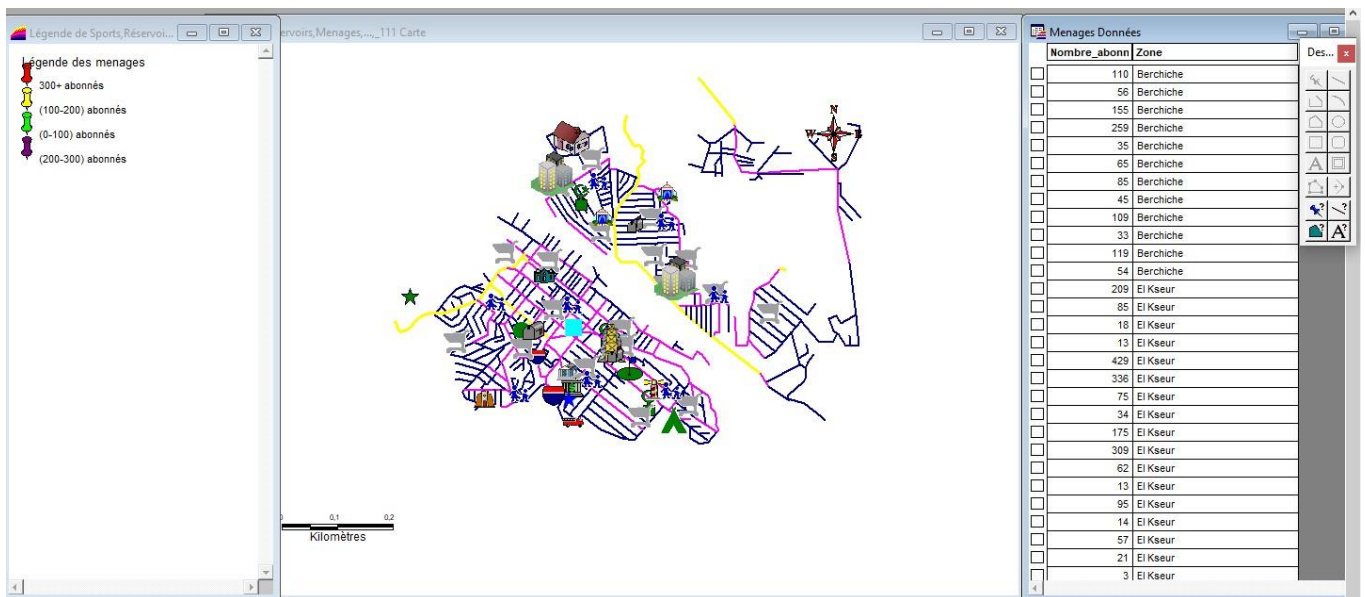 Légende de Sports,Réservoi...
ervoirs,Menages,...,_111 Carte
Menages Données
Légende des menages
300+ abonnés
(100-200) abonnés
(0-100) abonnés
(200-300) abonnés
N
W
E
S
0,1 0,2
Kilomètres
Nombre_abonn Zone
110 Berchiche
56 Berchiche
155 Berchiche
259 Berchiche
35 Berchiche
65 Berchiche
85 Berchiche
45 Berchiche
109 Berchiche
33 Berchiche
119 Berchiche
54 Berchiche
209 El Kseur
85 El Kseur
18 El Kseur
13 El Kseur
429 El Kseur
336 El Kseur
75 El Kseur
34 El Kseur
175 El Kseur
309 El Kseur
62 El Kseur
13 El Kseur
95 El Kseur
14 El Kseur
57 El Kseur
21 El Kseur
3 El Kseur
Des...
A
A?